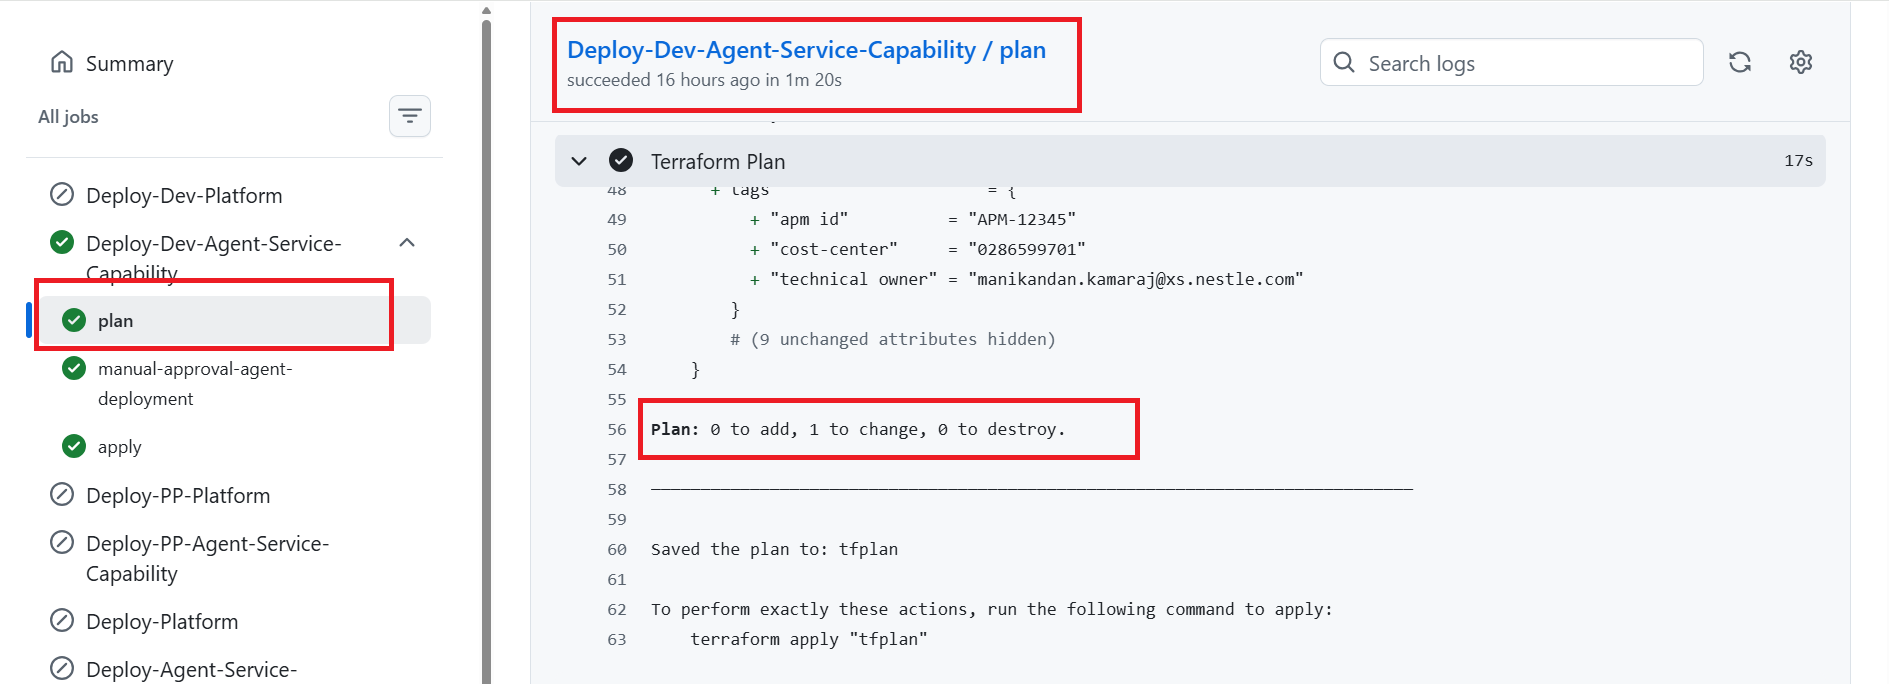 Summary
All jobs
Deploy-Dev-Platform
Deploy-Dev-Agent-Service-
Capability
plan
manual-approval-agent-
deployment
apply
Deploy-PP-Platform
Deploy-PP-Agent-Service-
Capability
Deploy-Platform
Deploy-Agent-Service-
Deploy-Dev-Agent-Service-Capability / plan
succeeded 16 hours ago in 1m 20s
Search logs
Terraform Plan 17s
48 + tags = {
49 + "apm id" = "APM-12345"
50 + "cost-center" = "0286599701"
51 + "technical owner" = "manikandan.kamaraj@xs.nestle.com"
52 }
53 # (9 unchanged attributes hidden)
54 }
55
56 Plan: 0 to add, 1 to change, 0 to destroy.
57
58
59
60 Saved the plan to: tfplan
61
62 To perform exactly these actions, run the following command to apply:
63 terraform apply "tfplan"